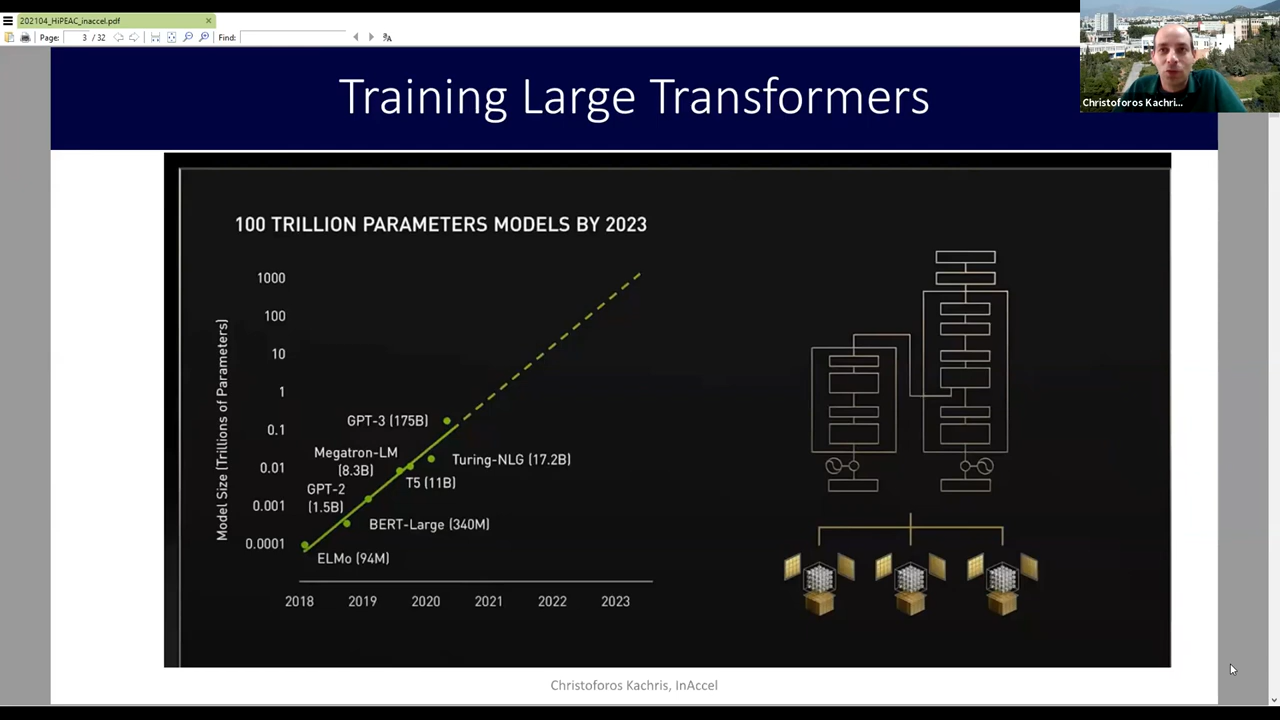 202104_HiPEAC_inaccel.pdf
Page: 3 / 32 Find:
Christoforos Kachri...
Training Large Transformers
100 TRILLION PARAMETERS MODELS BY 2023
Model Size (Trillions of Parameters)
1000
100
10
1
0.1
0.01
0.001
0.0001
GPT-3 (175B)
Megatron-LM
(8.3B)
Turing-NLG (17.2B)
T5 (11B)
GPT-2
(1.5B)
BERT-Large (340M)
ELMo (94M)
2018 2019 2020 2021 2022 2023
Christoforos Kachris, InAccel